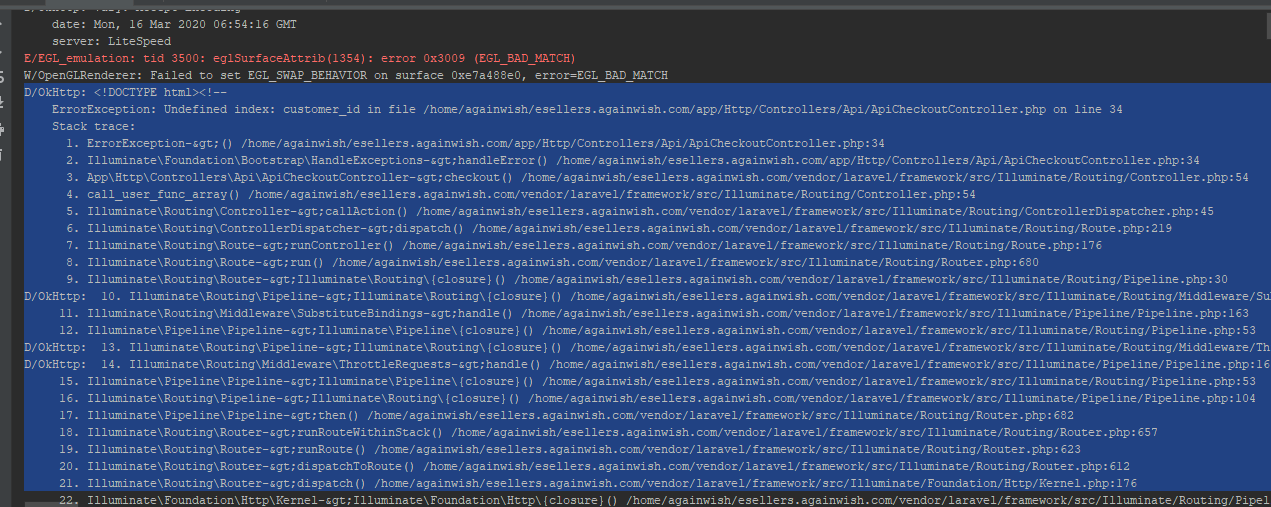 date: Mon, 16 Mar 2020 06:54:16 GMT
server: LiteSpeed
E/EGL_emulation: tid 3500: eglSurfaceAttrib(1354): error 0x3009 (EGL_BAD_MATCH)
W/OpenGLRenderer: Failed to set EGL_SWAP_BEHAVIOR on surface 0xe7a488e0, error=EGL_BAD_MATCH
D/OkHttp: <!DOCTYPE html><!--
ErrorException: Undefined index: customer_id in file /home/againwish/esellers.againwish.com/app/Http/Controllers/Api/ApiCheckoutController.php on line 34
Stack trace:
1. ErrorException-&gt;() /home/againwish/esellers.againwish.com/app/Http/Controllers/Api/ApiCheckoutController.php:34
2. Illuminate\Foundation\Bootstrap\HandleExceptions-&gt;handleError() /home/againwish/esellers.againwish.com/app/Http/Controllers/Api/ApiCheckoutController.php:34
3. App\Http\Controllers\Api\ApiCheckoutController-&gt;checkout() /home/againwish/esellers.againwish.com/vendor/laravel/framework/src/Illuminate/Routing/Controller.php:54
4. call_user_func_array() /home/againwish/esellers.againwish.com/vendor/laravel/framework/src/Illuminate/Routing/Controller.php:54
5. Illuminate\Routing\Controller-&gt;callAction() /home/againwish/esellers.againwish.com/vendor/laravel/framework/src/Illuminate/Routing/ControllerDispatcher.php:45
6. Illuminate\Routing\ControllerDispatcher-&gt;dispatch() /home/againwish/esellers.againwish.com/vendor/laravel/framework/src/Illuminate/Routing/Route.php:219
7. Illuminate\Routing\Route-&gt;runController() /home/againwish/esellers.againwish.com/vendor/laravel/framework/src/Illuminate/Routing/Route.php:176
8. Illuminate\Routing\Route-&gt;run() /home/againwish/esellers.againwish.com/vendor/laravel/framework/src/Illuminate/Routing/Router.php:680
9. Illuminate\Routing\Router-&gt;Illuminate\Routing\{closure}() /home/againwish/esellers.againwish.com/vendor/laravel/framework/src/Illuminate/Routing/Pipeline.php:30
D/OkHttp: 10. Illuminate\Routing\Pipeline-&gt;Illuminate\Routing\{closure}() /home/againwish/esellers.againwish.com/vendor/laravel/framework/src/Illuminate/Routing/Middleware/Su
11. Illuminate\Routing\Middleware\SubstituteBindings-&gt;handle() /home/againwish/esellers.againwish.com/vendor/laravel/framework/src/Illuminate/Pipeline/Pipeline.php:163
12. Illuminate\Pipeline\Pipeline-&gt;Illuminate\Pipeline\{closure}() /home/againwish/esellers.againwish.com/vendor/laravel/framework/src/Illuminate/Routing/Pipeline.php:53
D/OkHttp: 13. Illuminate\Routing\Pipeline-&gt;Illuminate\Routing\{closure}() /home/againwish/esellers.againwish.com/vendor/laravel/framework/src/Illuminate/Routing/Middleware/Th
D/OkHttp: 14. Illuminate\Routing\Middleware\ThrottleRequests-&gt;handle() /home/againwish/esellers.againwish.com/vendor/laravel/framework/src/Illuminate/Pipeline/Pipeline.php:16
15. Illuminate\Pipeline\Pipeline-&gt;Illuminate\Pipeline\{closure}() /home/againwish/esellers.againwish.com/vendor/laravel/framework/src/Illuminate/Routing/Pipeline.php:53
16. Illuminate\Routing\Pipeline-&gt;Illuminate\Routing\{closure}() /home/againwish/esellers.againwish.com/vendor/laravel/framework/src/Illuminate/Pipeline/Pipeline.php:104
17. Illuminate\Pipeline\Pipeline-&gt;then() /home/againwish/esellers.againwish.com/vendor/laravel/framework/src/Illuminate/Routing/Router.php:682
18. Illuminate\Routing\Router-&gt;runRouteWithinStack() /home/againwish/esellers.againwish.com/vendor/laravel/framework/src/Illuminate/Routing/Router.php:657
19. Illuminate\Routing\Router-&gt;runRoute() /home/againwish/esellers.againwish.com/vendor/laravel/framework/src/Illuminate/Routing/Router.php:623
20. Illuminate\Routing\Router-&gt;dispatchToRoute() /home/againwish/esellers.againwish.com/vendor/laravel/framework/src/Illuminate/Routing/Router.php:612
21. Illuminate\Routing\Router-&gt;dispatch() /home/againwish/esellers.againwish.com/vendor/laravel/framework/src/Illuminate/Foundation/Http/Kernel.php:176
22. Illuminate\Foundation\Http\Kernel-&gt;Illuminate\Foundation\Http\{closure}() /home/againwish/esellers.againwish.com/vendor/laravel/framework/src/Illuminate/Routing/Pipel